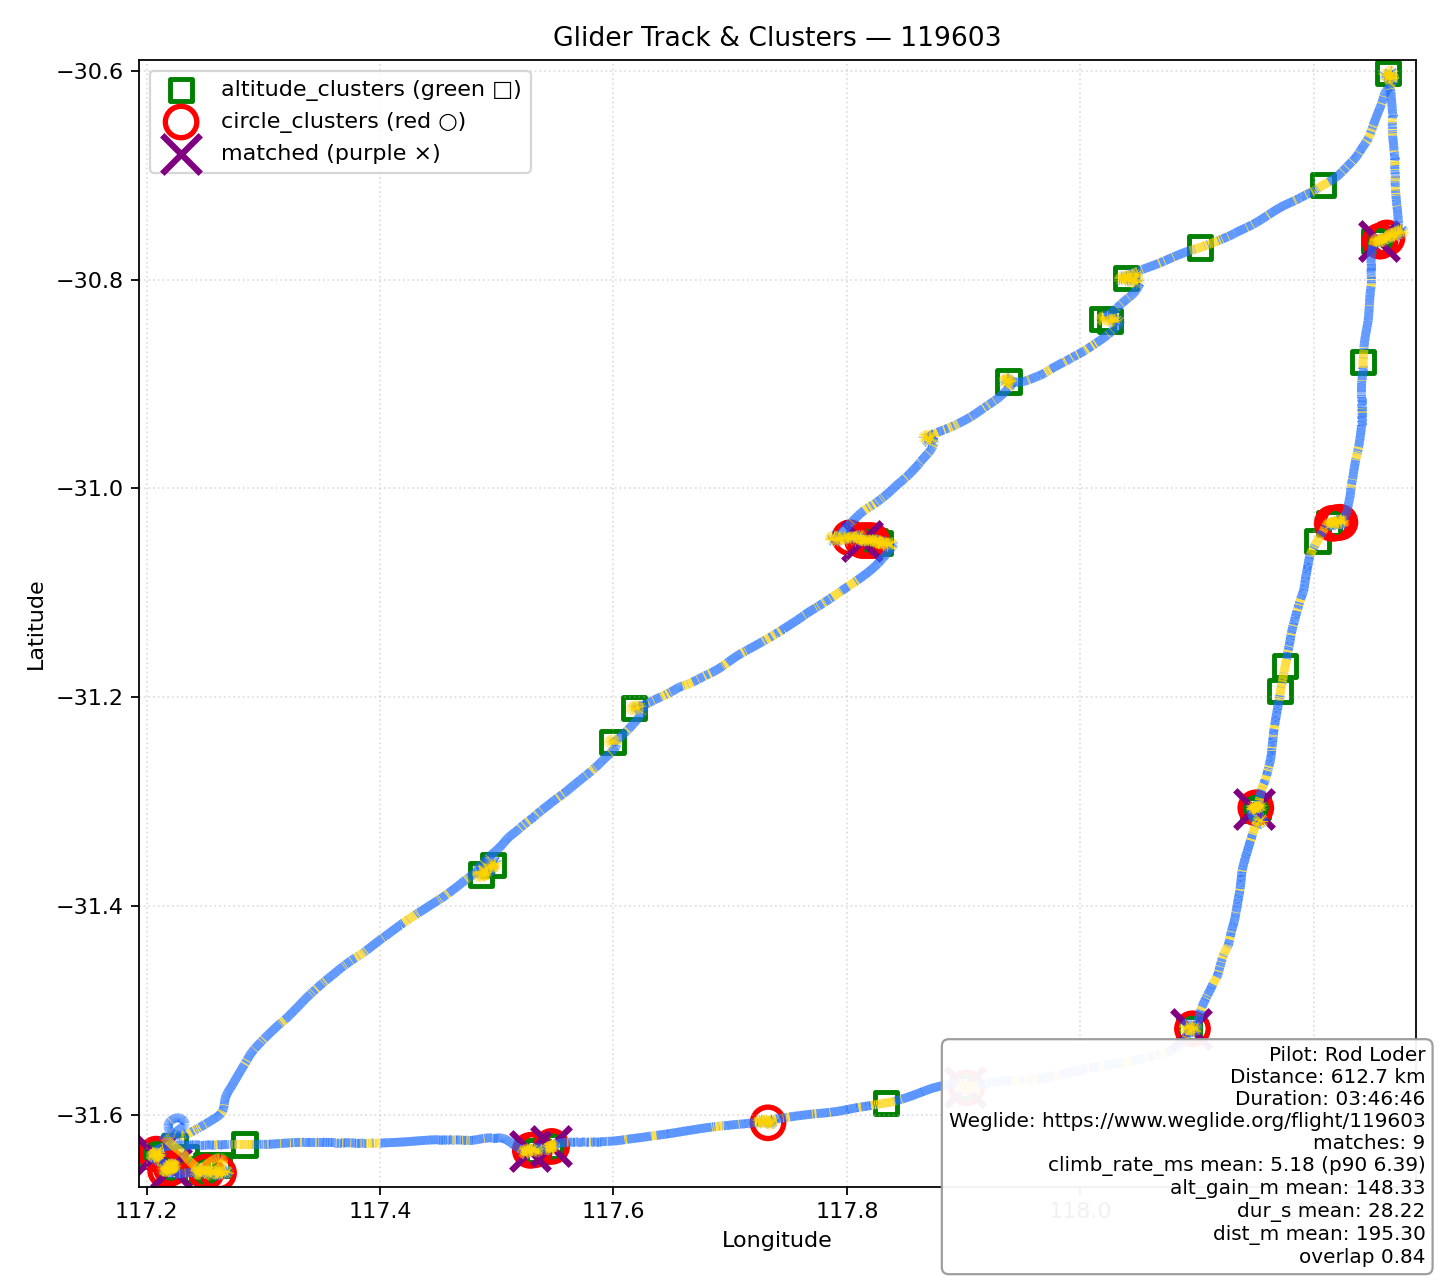 Glider Track & Clusters — 119603
altitude_clusters (green □)
circle_clusters (red ○)
matched (purple ×)
Latitude
−30.6
−30.8
−31.0
−31.2
−31.4
−31.6
117.2
117.4
117.6
117.8
118.0
Longitude
Pilot: Rod Loder
Distance: 612.7 km
Duration: 03:46:46
Weglide: https://www.weglide.org/flight/119603
matches: 9
climb_rate_ms mean: 5.18 (p90 6.39)
alt_gain_m mean: 148.33
dur_s mean: 28.22
dist_m mean: 195.30
overlap 0.84